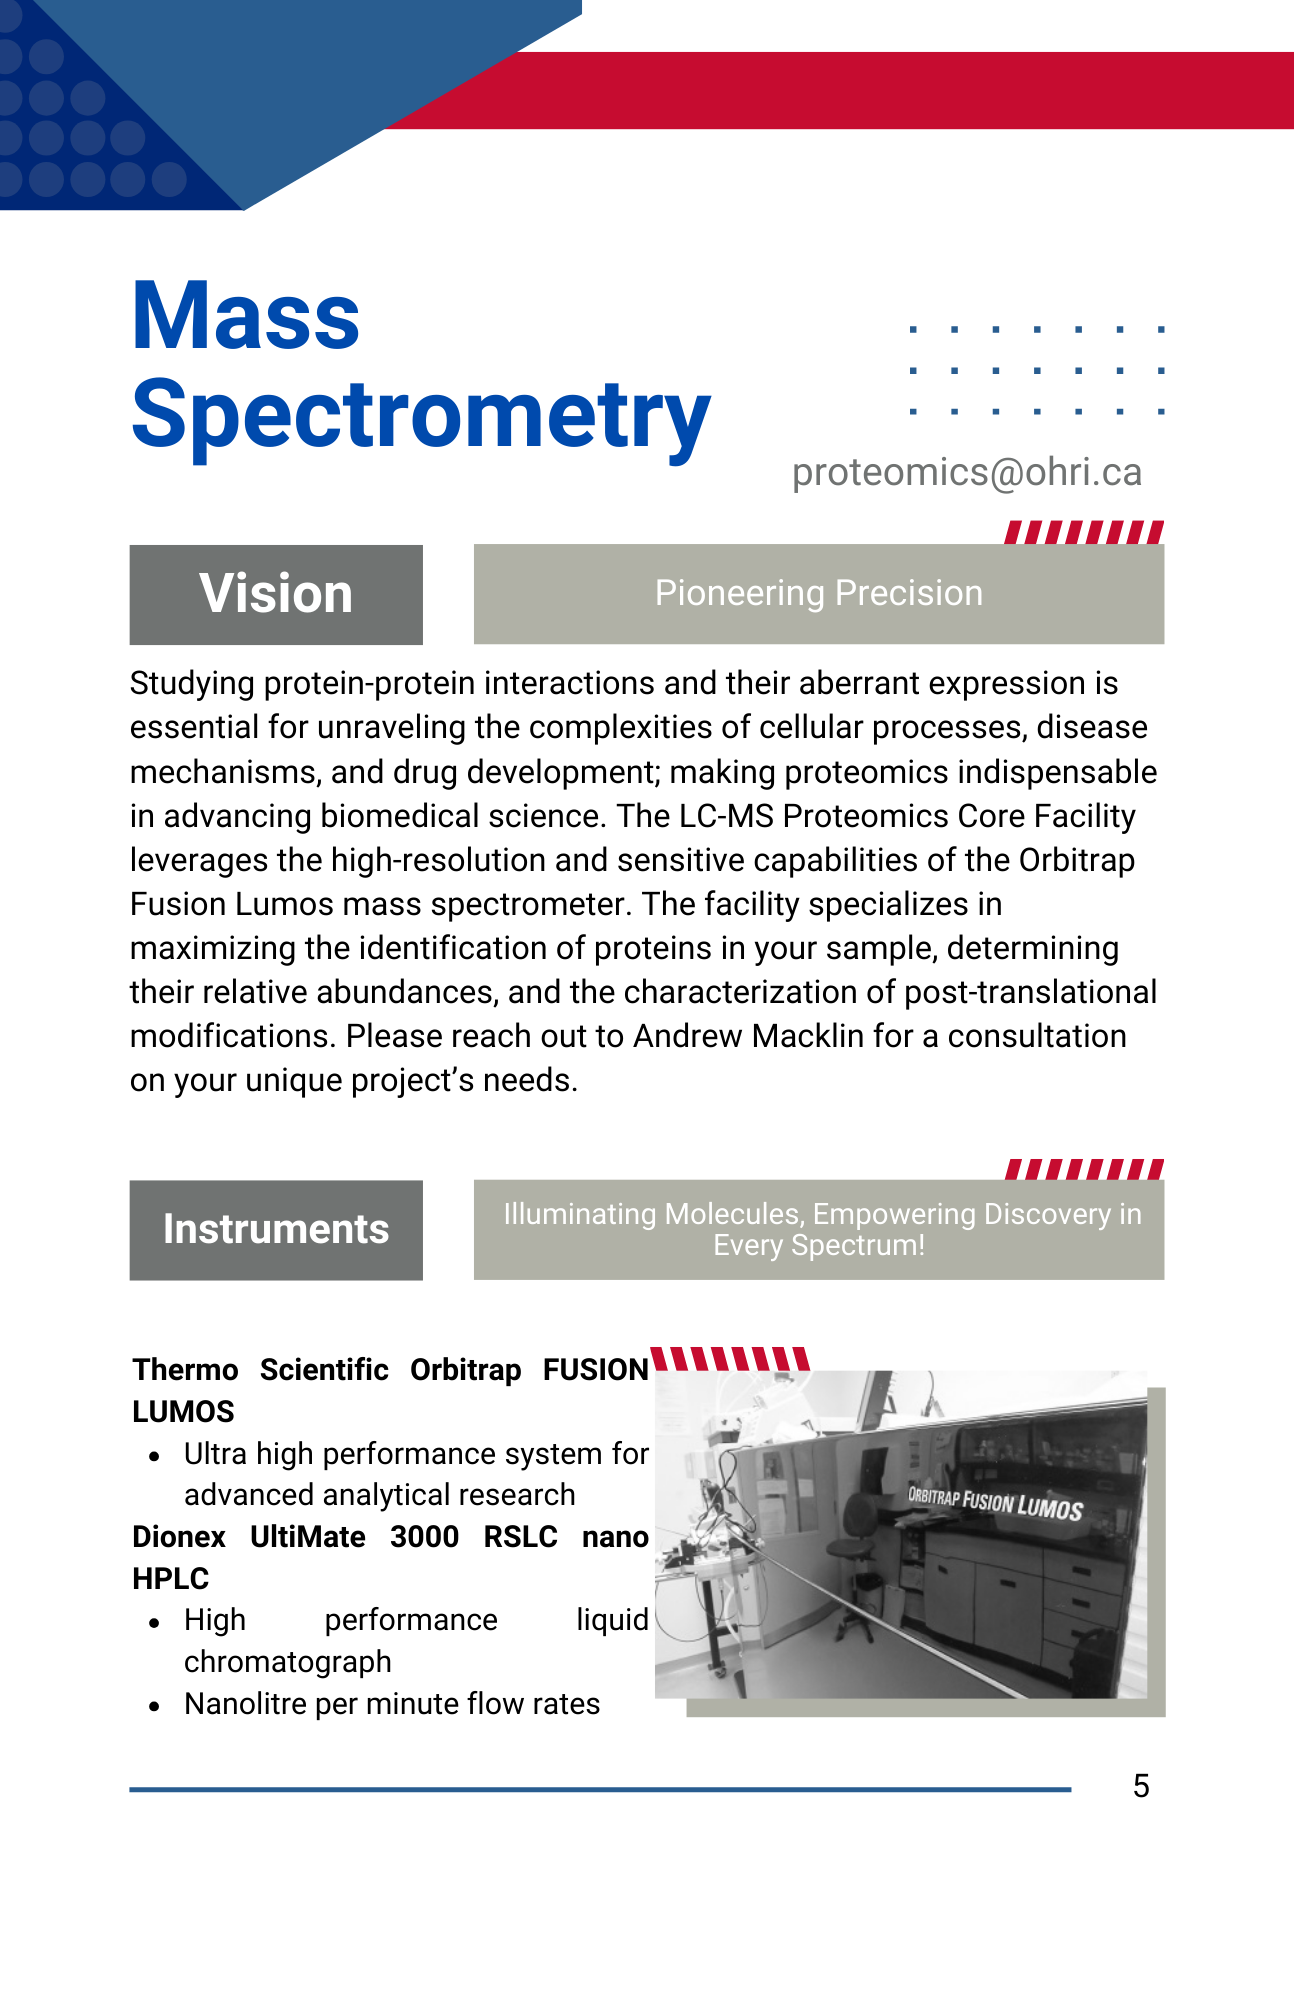 Mass
Spectrometry
proteomics@ohri.ca
Vision
Pioneering Precision
Studying protein-protein interactions and their aberrant expression is
essential for unraveling the complexities of cellular processes, disease
mechanisms, and drug development; making proteomics indispensable
in advancing biomedical science. The LC-MS Proteomics Core Facility
leverages the high-resolution and sensitive capabilities of the Orbitrap
Fusion Lumos mass spectrometer. The facility specializes in
maximizing the identification of proteins in your sample, determining
their relative abundances, and the characterization of post-translational
modifications. Please reach out to Andrew Macklin for a consultation
on your unique project’s needs.
Instruments
Illuminating Molecules, Empowering Discovery in
Every Spectrum!
Thermo Scientific Orbitrap FUSION
LUMOS
• Ultra high performance system for
advanced analytical research
Dionex UltiMate 3000 RSLC nano
HPLC
• High performance liquid
chromatograph
• Nanolitre per minute flow rates
ORBITRAP FUSION LUMOS
5